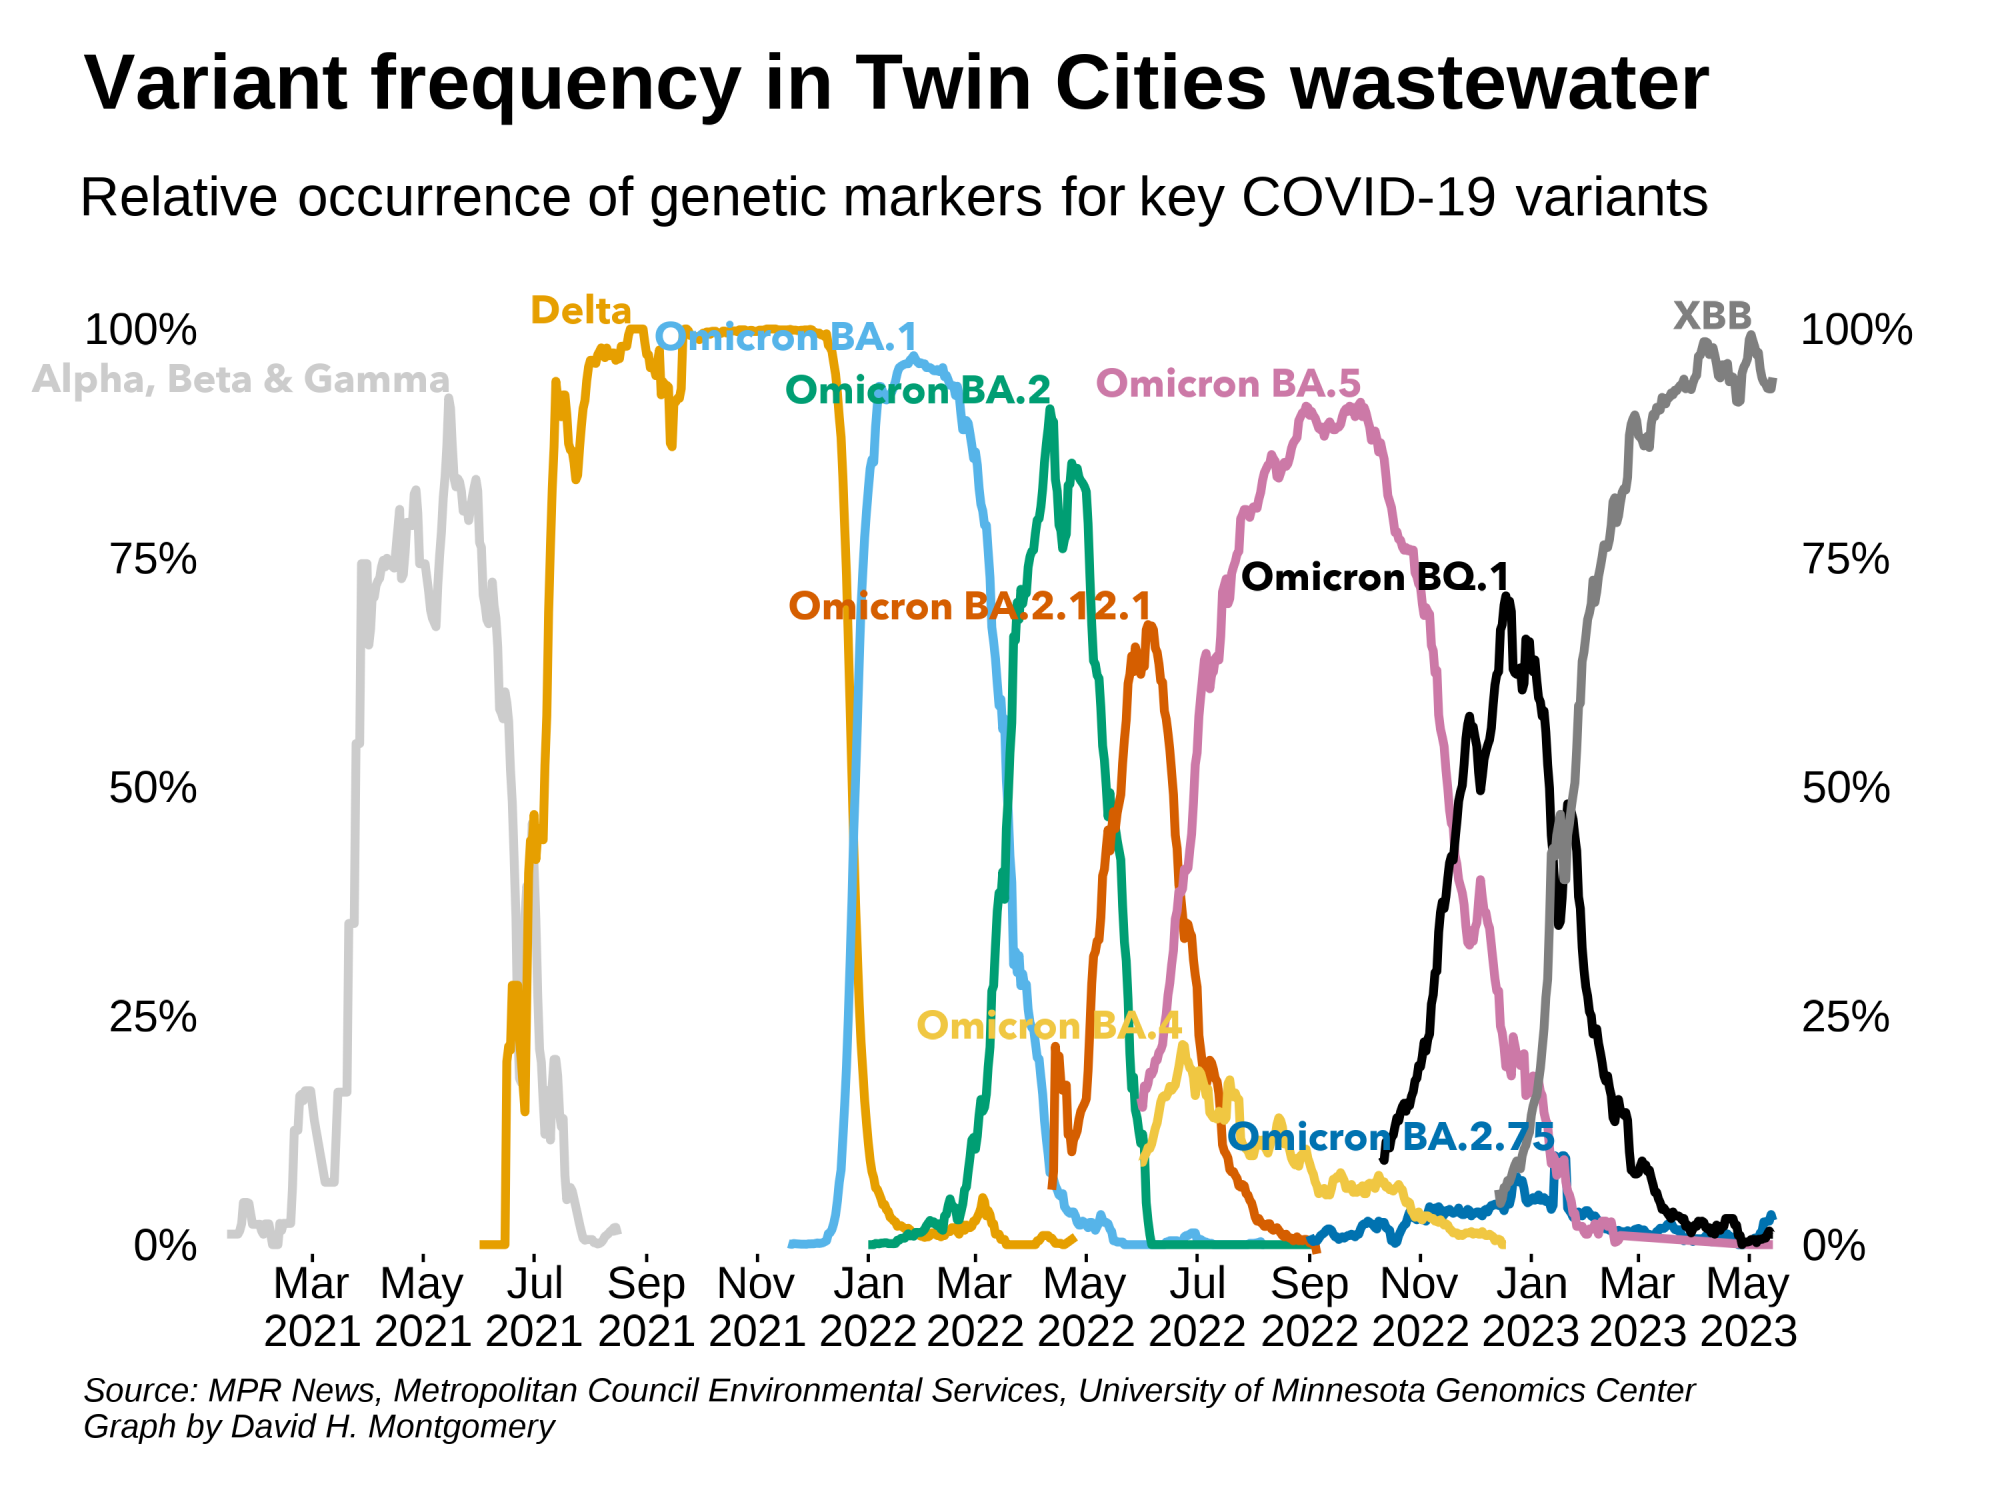 Variant frequency in Twin Cities wastewater
Relative occurrence of genetic markers for key COVID-19 variants
Delta
XBB
100%
Omicron BA.1
100%
Alpha, Beta & Gamma
Omicron BA.2
Omicron BA.5
75%
75%
Omicron BQ.1
Omicron BA.2.12.1
50%
50%
25%
Omicron BA.4
25%
Omicron BA.2.75
0%
0%
Mar May Jul Sep Nov Jan Mar May Jul Sep Nov Jan Mar May
2021 2021 2021 2021 2021 2022 2022 2022 2022 2022 2022 2023 2023 2023
Source: MPR News, Metropolitan Council Environmental Services, University of Minnesota Genomics Center
Graph by David H. Montgomery